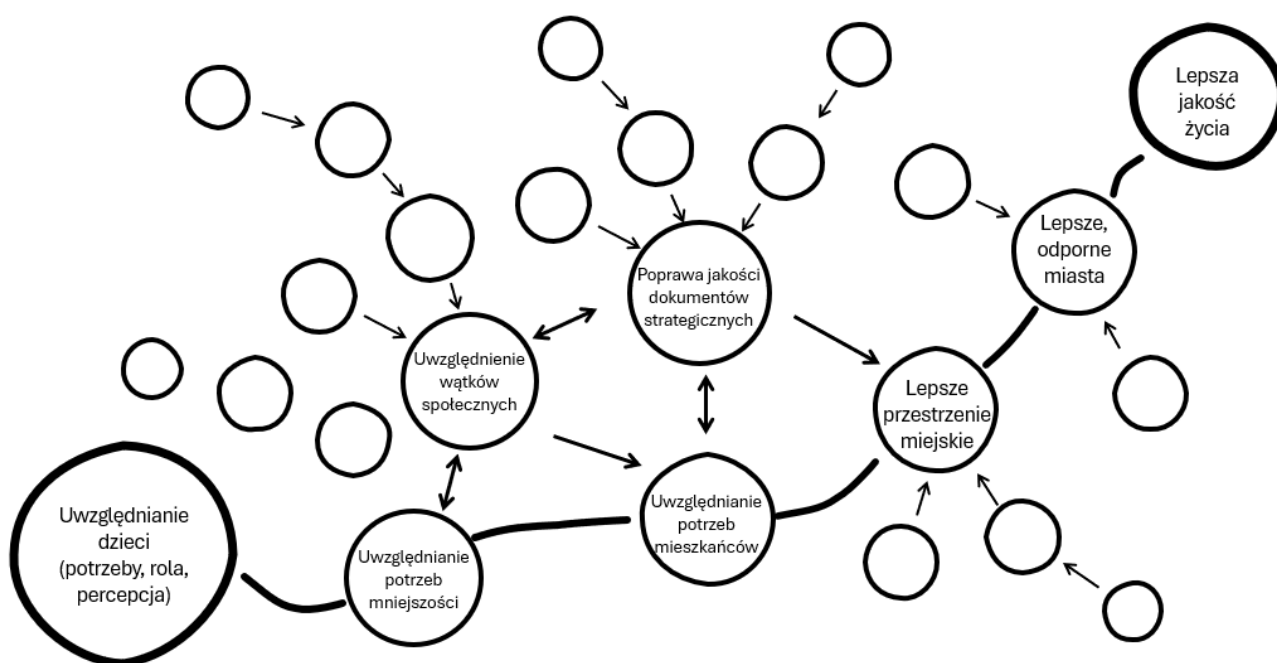 Lepsza
jakość
życia
Lepsze,
odporne
miasta
Poprawa jakości
dokumentów
strategicznych
Uwzględnienie
wątków
społecznych
Lepsze
przestrzenie
miejskie
Uwzględnianie
dzieci
(potrzeby, rola,
percepcja)
Uwzględnianie
potrzeb
mniejszości
Uwzględnianie
potrzeb
mieszkańców